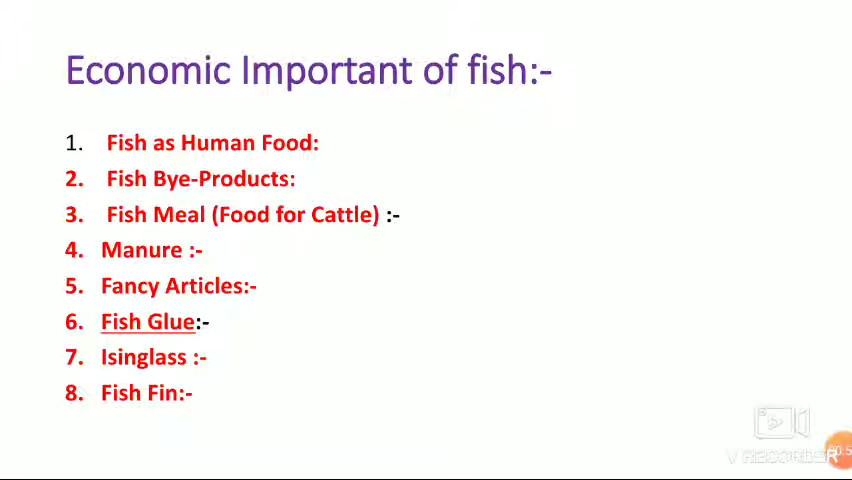 Economic Important of fish:-
1. Fish as Human Food:
2. Fish Bye-Products:
3. Fish Meal (Food for Cattle) :-
4. Manure :-
5. Fancy Articles:-
6. Fish Glue:-
7. Isinglass :-
8. Fish Fin:-
V RECORDER